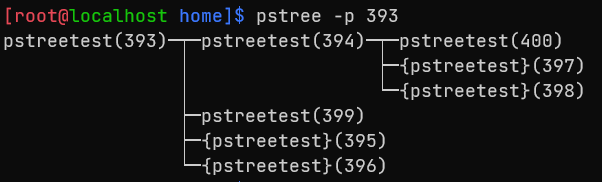 [root@localhost home]$ pstree -p 393
pstreetest(393)─┬─pstreetest(394)─┬─pstreetest(400)
                │                 ├─{pstreetest}(397)
                │                 └─{pstreetest}(398)
                ├─pstreetest(399)
                ├─{pstreetest}(395)
                └─{pstreetest}(396)